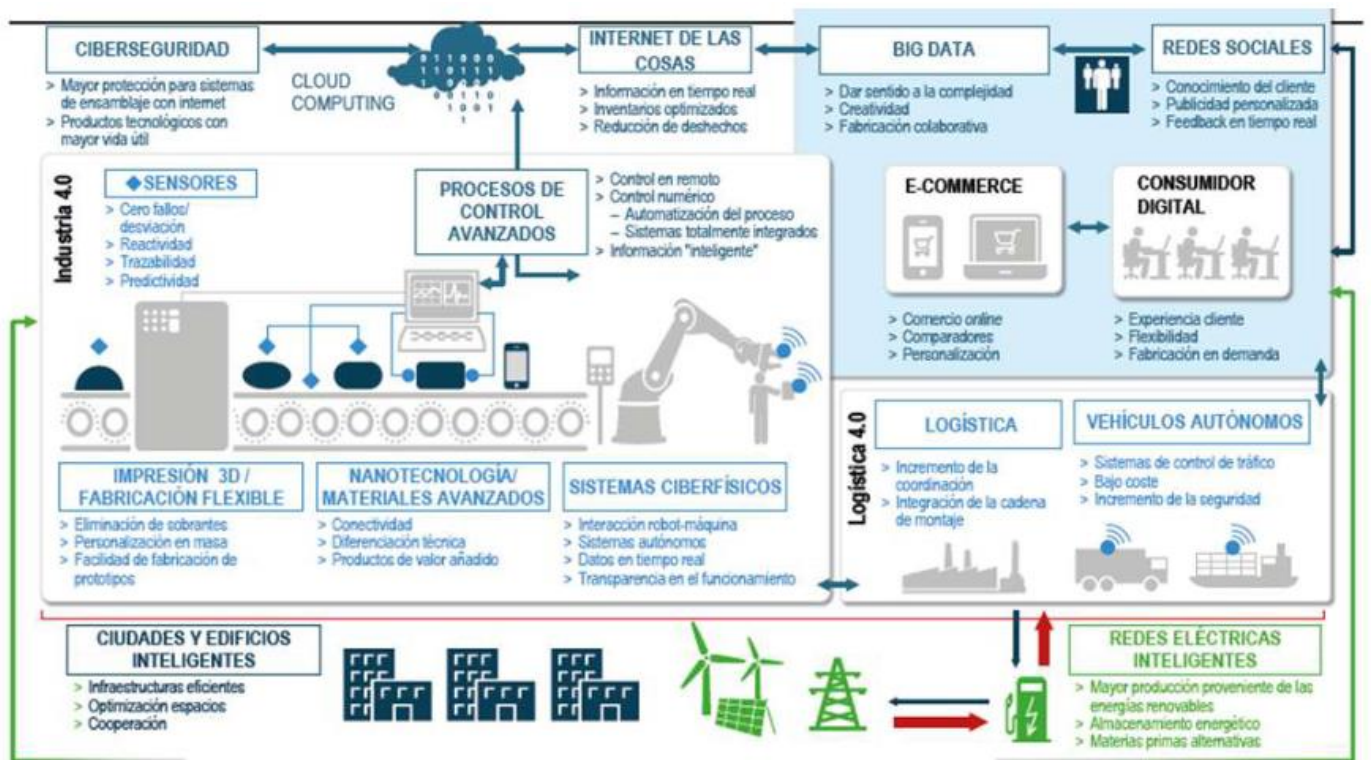 CIBERSEGURIDAD
> Mayor protección para sistemas
de ensamblaje con internet
> Productos tecnológicos con
mayor vida útil
CLOUD
COMPUTING
010 0
011000
101001
01110
1001
1
INTERNET DE LAS
COSAS
> Información en tiempo real
> Inventarios optimizados
> Reducción de deshechos
BIG DATA
> Dar sentido a la complejidad
> Creatividad
> Fabricación colaborativa
REDES SOCIALES
> Conocimiento del cliente
> Publicidad personalizada
> Feedback en tiempo real
Industria 4.0
SENSORES
> Cero fallos/
desviación
> Reactividad
> Trazabilidad
> Predictividad
PROCESOS DE
CONTROL
AVANZADOS
> Control en remoto
> Control numérico
– Automatización del proceso
– Sistemas totalmente integrados
> Información "inteligente"
E-COMMERCE
> Comercio online
> Comparadores
> Personalización
CONSUMIDOR
DIGITAL
> Experiencia cliente
> Flexibilidad
> Fabricación en demanda
IMPRESIÓN 3D /
FABRICACIÓN FLEXIBLE
> Eliminación de sobrantes
> Personalización en masa
> Facilidad de fabricación de
prototipos
NANOTECNOLOGÍA/
MATERIALES AVANZADOS
> Conectividad
> Diferenciación técnica
> Productos de valor añadido
SISTEMAS CIBERFÍSICOS
> Interacción robot-máquina
> Sistemas autónomos
> Datos en tiempo real
> Transparencia en el funcionamiento
Logística 4.0
LOGÍSTICA
> Incremento de la
coordinación
> Integración de la cadena
de montaje
VEHÍCULOS AUTÓNOMOS
> Sistemas de control de tráfico
> Bajo coste
> Incremento de la seguridad
CIUDADES Y EDIFICIOS
INTELIGENTES
> Infraestructuras eficientes
> Optimización espacios
> Cooperación
REDES ELÉCTRICAS
INTELIGENTES
> Mayor producción proveniente de las
energías renovables
> Almacenamiento energético
> Materias primas alternativas